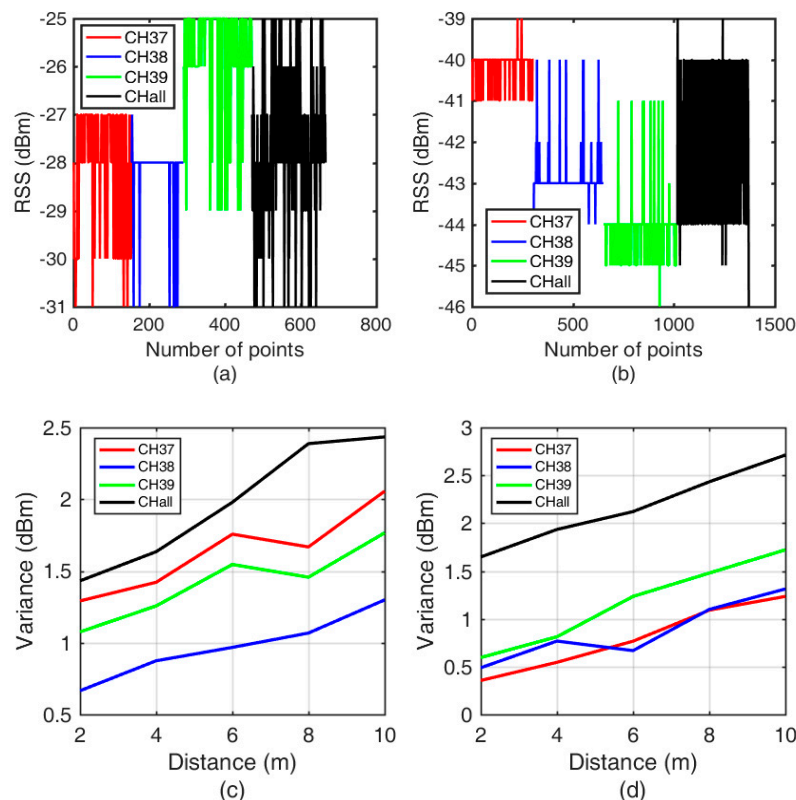 -25
-26
-27
-28
-29
-30
-31
RSS (dBm)
CH37
CH38
CH39
CHall
0 200 400 600 800
Number of points
(a)
-39
-40
-41
-42
-43
-44
-45
-46
RSS (dBm)
CH37
CH38
CH39
CHall
0 500 1000 1500
Number of points
(b)
2.5
2
1.5
1
0.5
Variance (dBm)
CH37
CH38
CH39
CHall
2 4 6 8 10
Distance (m)
(c)
3
2.5
2
1.5
1
0.5
0
Variance (dBm)
CH37
CH38
CH39
CHall
2 4 6 8 10
Distance (m)
(d)